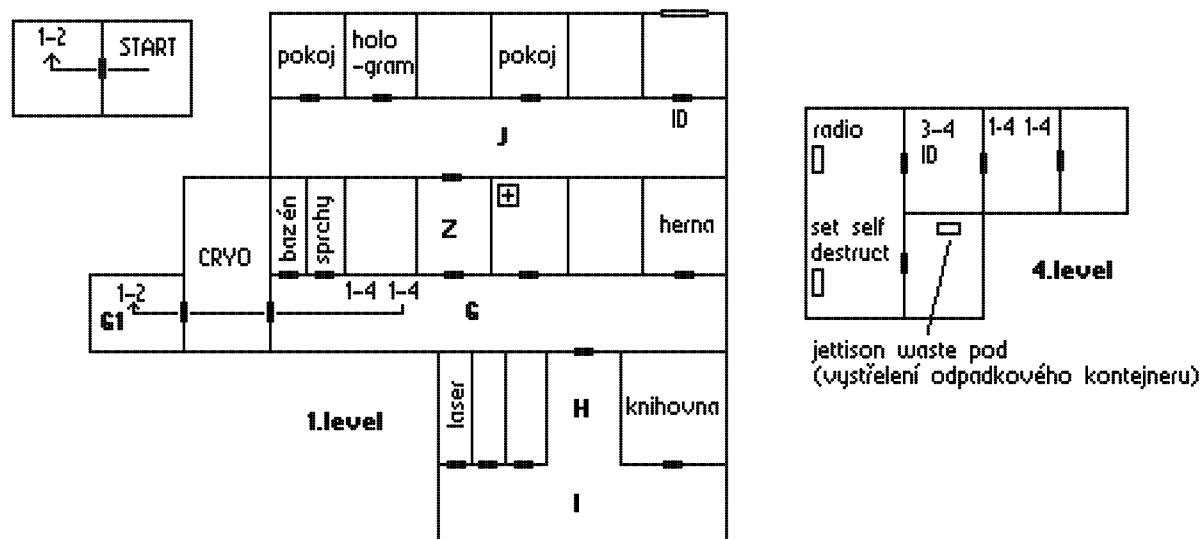 1-2
START
pokoj
holo
-gram
pokoj
ID
J
bazén
sprchy
Z
herna
CRYO
1-2
G1
1-4 1-4
G
laser
H
knihovna
1.level
I
radio
3-4
ID
1-4 1-4
set self
destruct
4.level
jettison waste pod
(vystřelení odpadkového kontejneru)